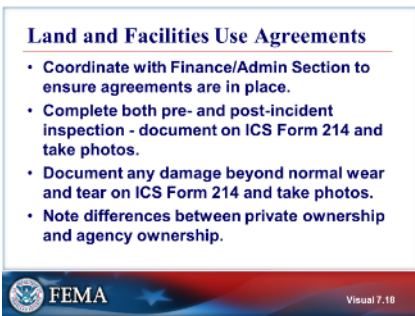 Land and Facilities Use Agreements
• Coordinate with Finance/Admin Section to
ensure agreements are in place.
• Complete both pre- and post-incident
inspection - document on ICS Form 214 and
take photos.
• Document any damage beyond normal wear
and tear on ICS Form 214 and take photos.
• Note differences between private ownership
and agency ownership.
FEMA
Visual 7.18